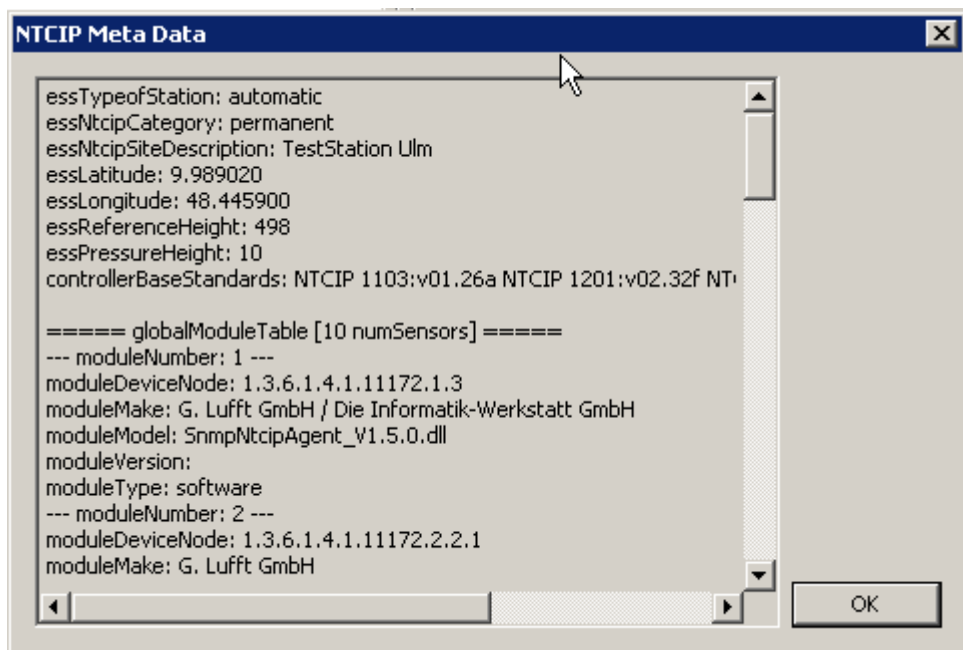 NTCIP Meta Data
essTypeofStation: automatic
essNtcipCategory: permanent
essNtcipSiteDescription: TestStation Ulm
essLatitude: 9.989020
essLongitude: 48.445900
essReferenceHeight: 498
essPressureHeight: 10
controllerBaseStandards: NTCIP 1103:v01.26a NTCIP 1201:v02.32f
===== globalModuleTable [10 numSensors] =====
--- moduleNumber: 1 ---
moduleDeviceNode: 1.3.6.1.4.1.11172.1.3
moduleMake: G. Lufft GmbH / Die Informatik-Werkstatt GmbH
moduleModel: SnmpNtcipAgent_V1.5.0.dll
moduleVersion:
moduleType: software
--- moduleNumber: 2 ---
moduleDeviceNode: 1.3.6.1.4.1.11172.2.2.1
moduleMake: G. Lufft GmbH
OK